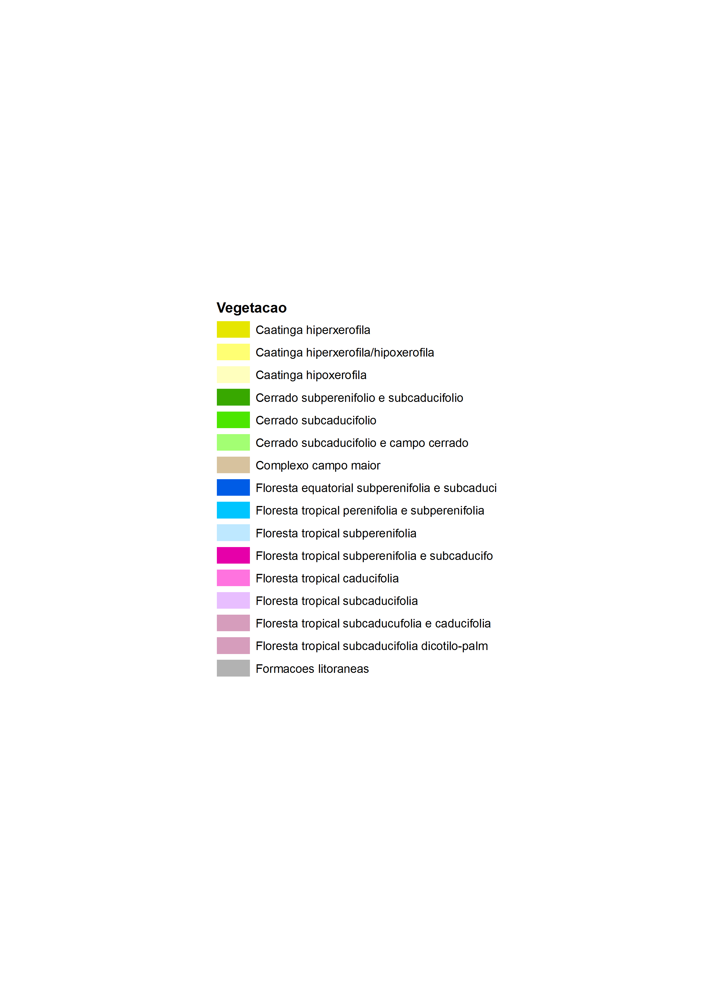 Vegetacao
Caatinga hiperxerofila
Caatinga hiperxerofila/hipoxerofila
Caatinga hipoxerofila
Cerrado subperenifolio e subcaducifolio
Cerrado subcaducifolio
Cerrado subcaducifolio e campo cerrado
Complexo campo maior
Floresta equatorial subperenifolia e subcaduci
Floresta tropical perenifolia e subperenifolia
Floresta tropical subperenifolia
Floresta tropical subperenifolia e subcaducifo
Floresta tropical caducifolia
Floresta tropical subcaducifolia
Floresta tropical subcaducufolia e caducifolia
Floresta tropical subcaducifolia dicotilo-palm
Formacoes litoraneas